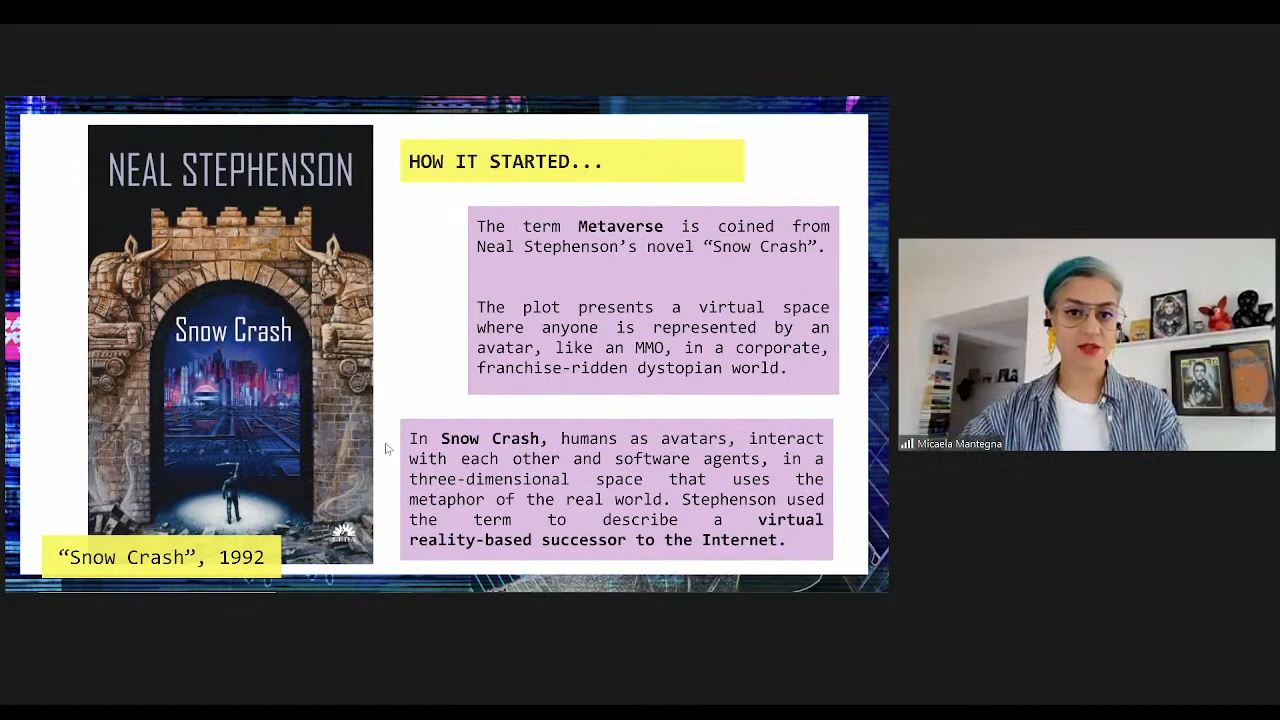 NEAL STEPHENSON
Snow Crash
LEDA
“Snow Crash”, 1992
HOW IT STARTED...
The term Metaverse is coined from
Neal Stephenson’s novel “Snow Crash”.
The plot presents a virtual space
where anyone is represented by an
avatar, like an MMO, in a corporate,
franchise-ridden dystopian world.
In Snow Crash, humans as avatars, interact
with each other and software agents, in a
three-dimensional space that uses the
metaphor of the real world. Stephenson used
the term to describe a virtual
reality-based successor to the Internet.
Micaela Mantegna